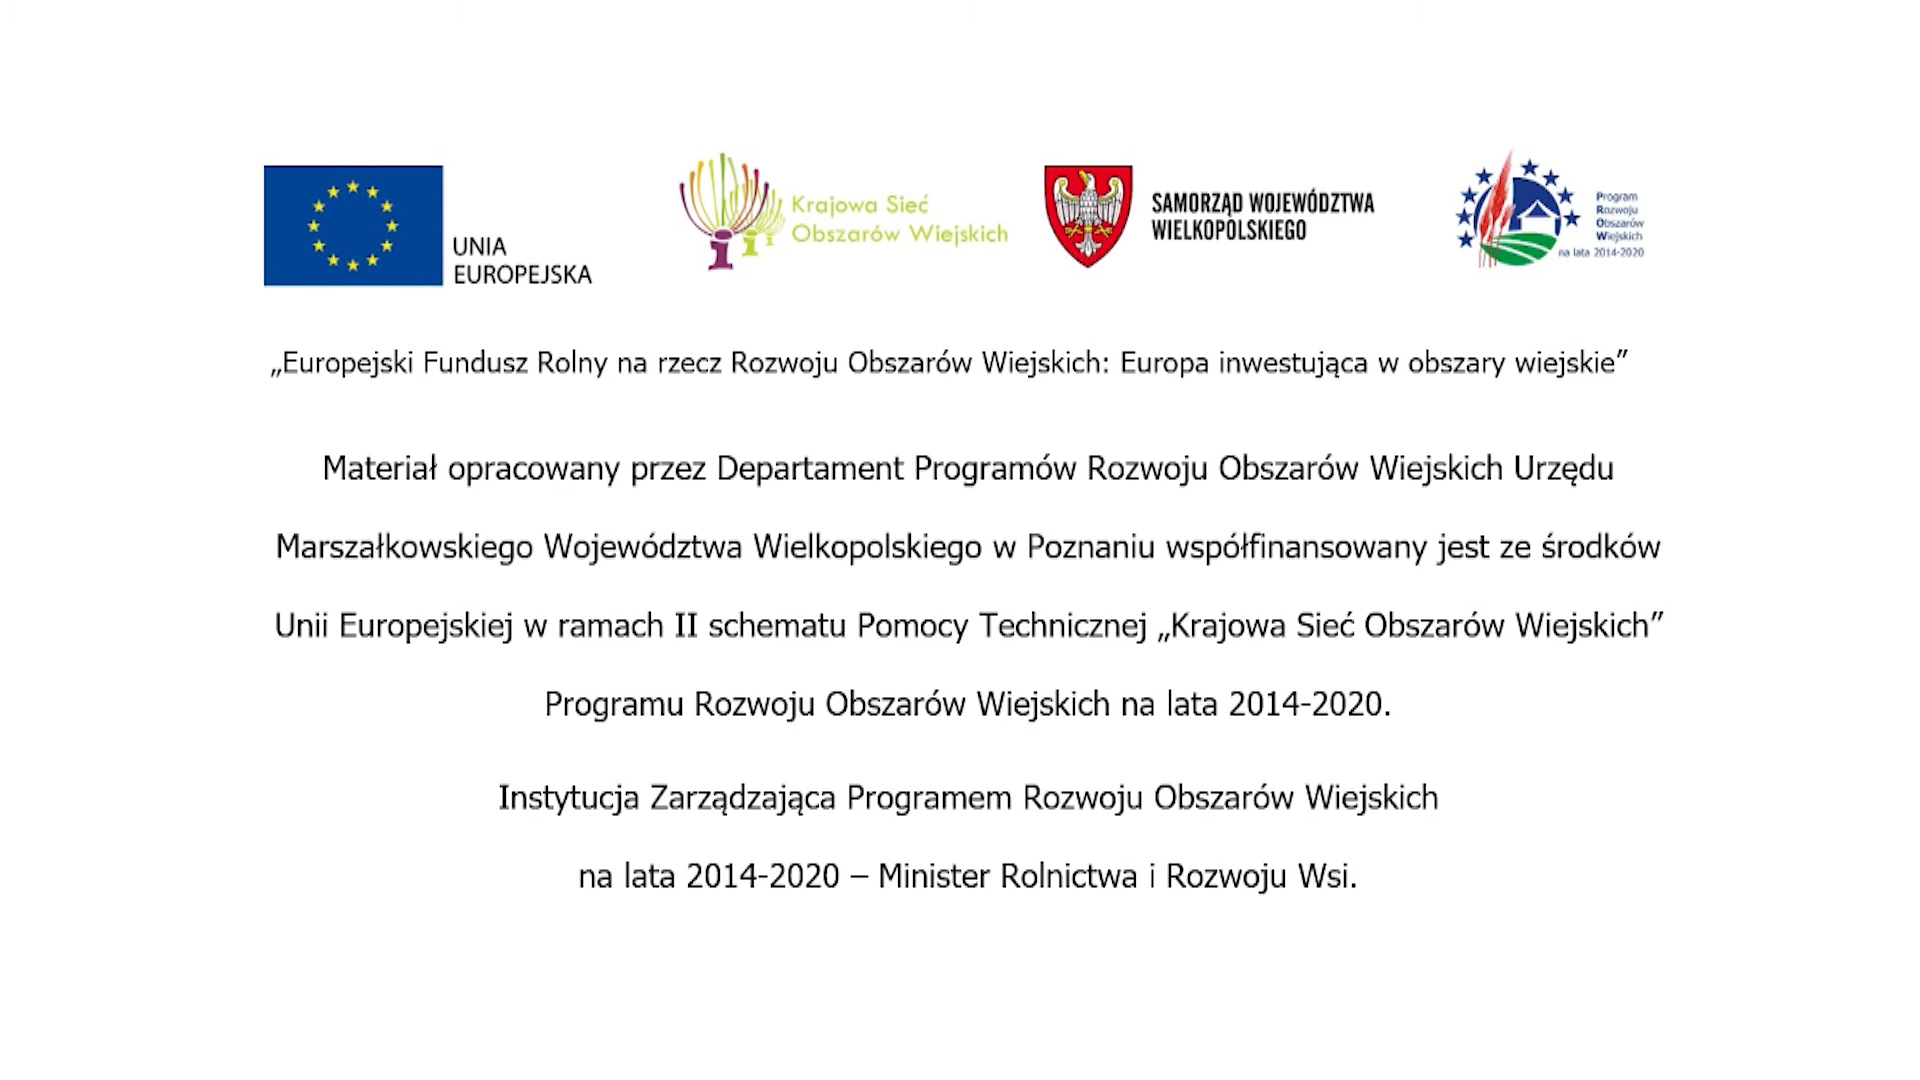 UNIA
EUROPEJSKA
Krajowa Sieć
Obszarów Wiejskich
SAMORZĄD WOJEWÓDZTWA
WIELKOPOLSKIEGO
Program
Rozwoju
Obszarów
Wiejskich
na lata 2014-2020
„Europejski Fundusz Rolny na rzecz Rozwoju Obszarów Wiejskich: Europa inwestująca w obszary wiejskie”
Materiał opracowany przez Departament Programów Rozwoju Obszarów Wiejskich Urzędu
Marszałkowskiego Województwa Wielkopolskiego w Poznaniu współfinansowany jest ze środków
Unii Europejskiej w ramach II schematu Pomocy Technicznej „Krajowa Sieć Obszarów Wiejskich”
Programu Rozwoju Obszarów Wiejskich na lata 2014-2020.
Instytucja Zarządzająca Programem Rozwoju Obszarów Wiejskich
na lata 2014-2020 – Minister Rolnictwa i Rozwoju Wsi.